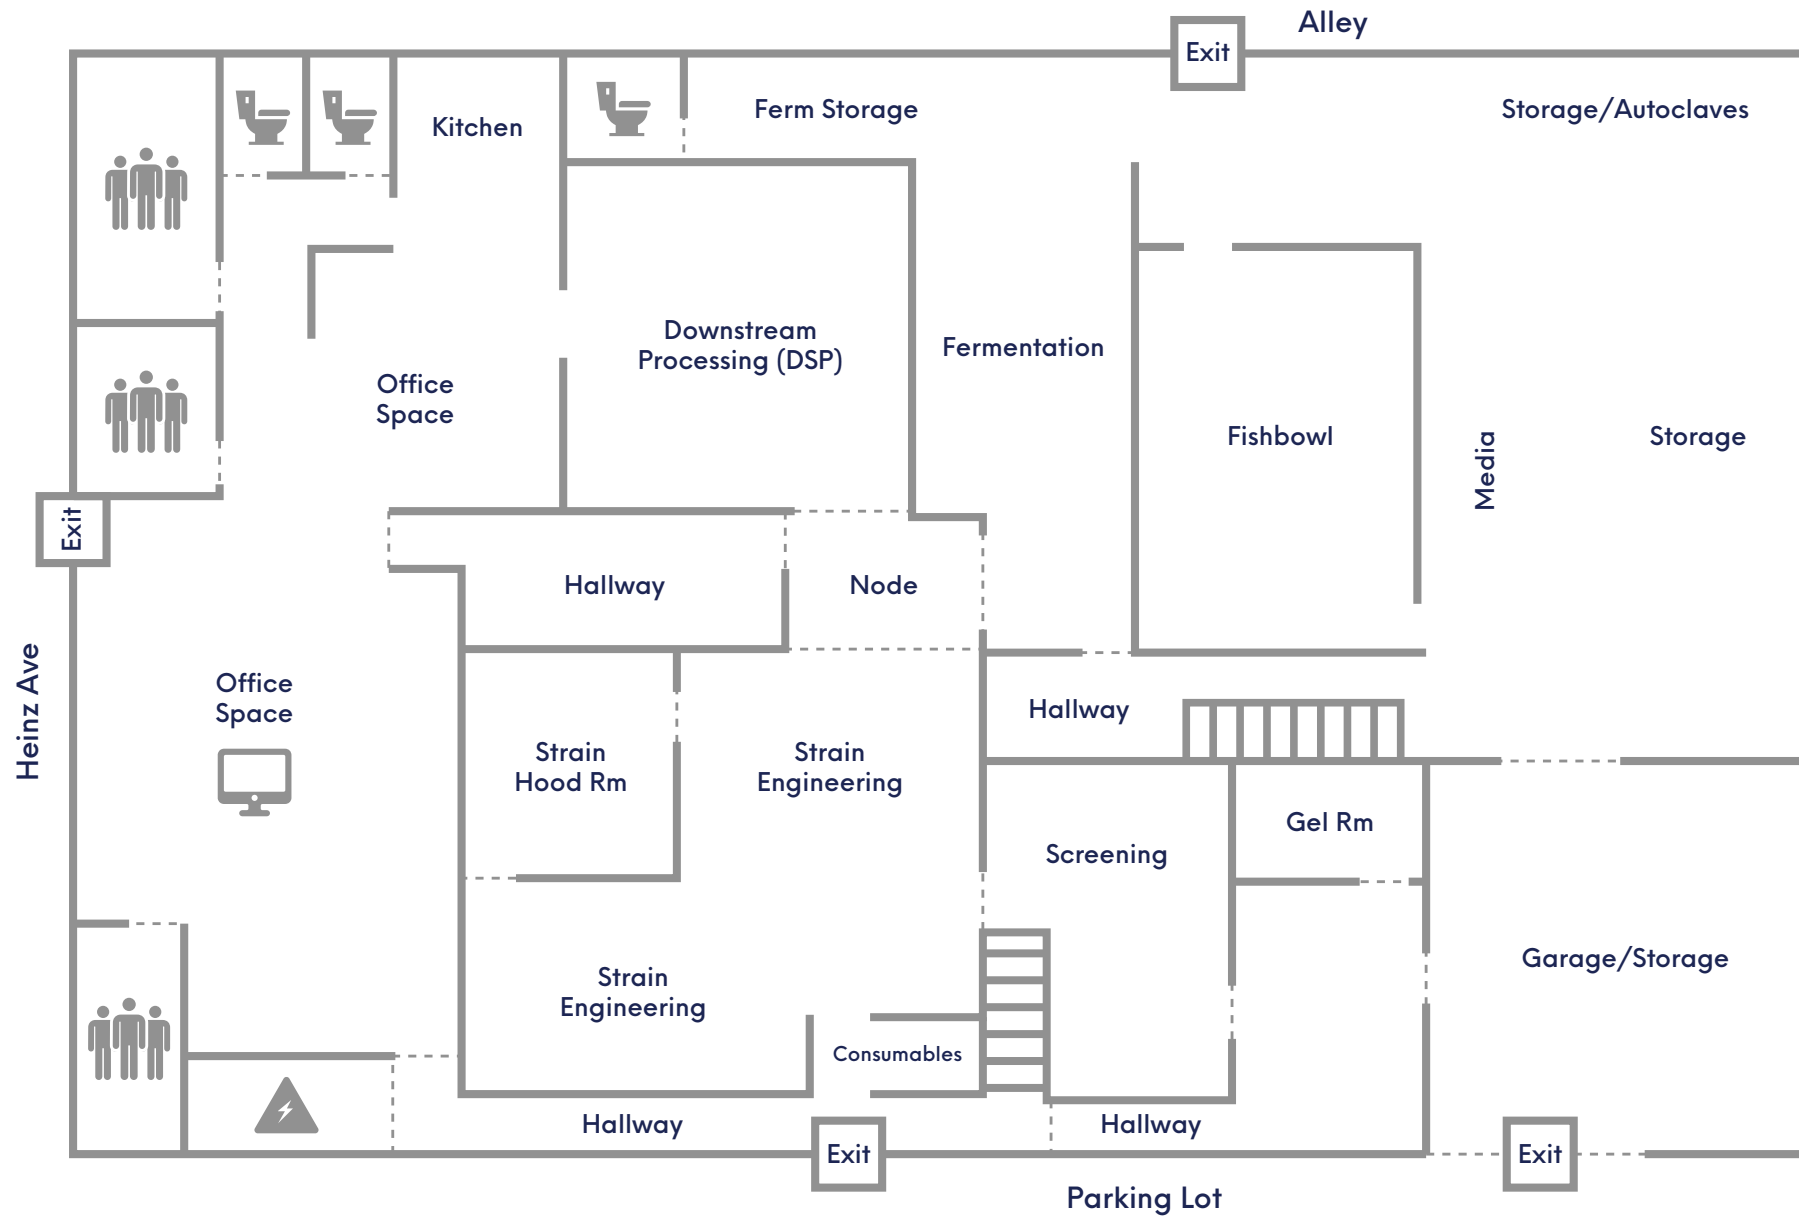 Alley
Exit
Kitchen
Ferm Storage
Storage/Autoclaves
Downstream
Processing (DSP)
Fermentation
Office
Space
Fishbowl
Media
Storage
Exit
Hallway
Node
Heinz Ave
Office
Space
Hallway
Strain
Hood Rm
Strain
Engineering
Gel Rm
Screening
Strain
Engineering
Garage/Storage
Consumables
Hallway
Hallway
Exit
Exit
Parking Lot